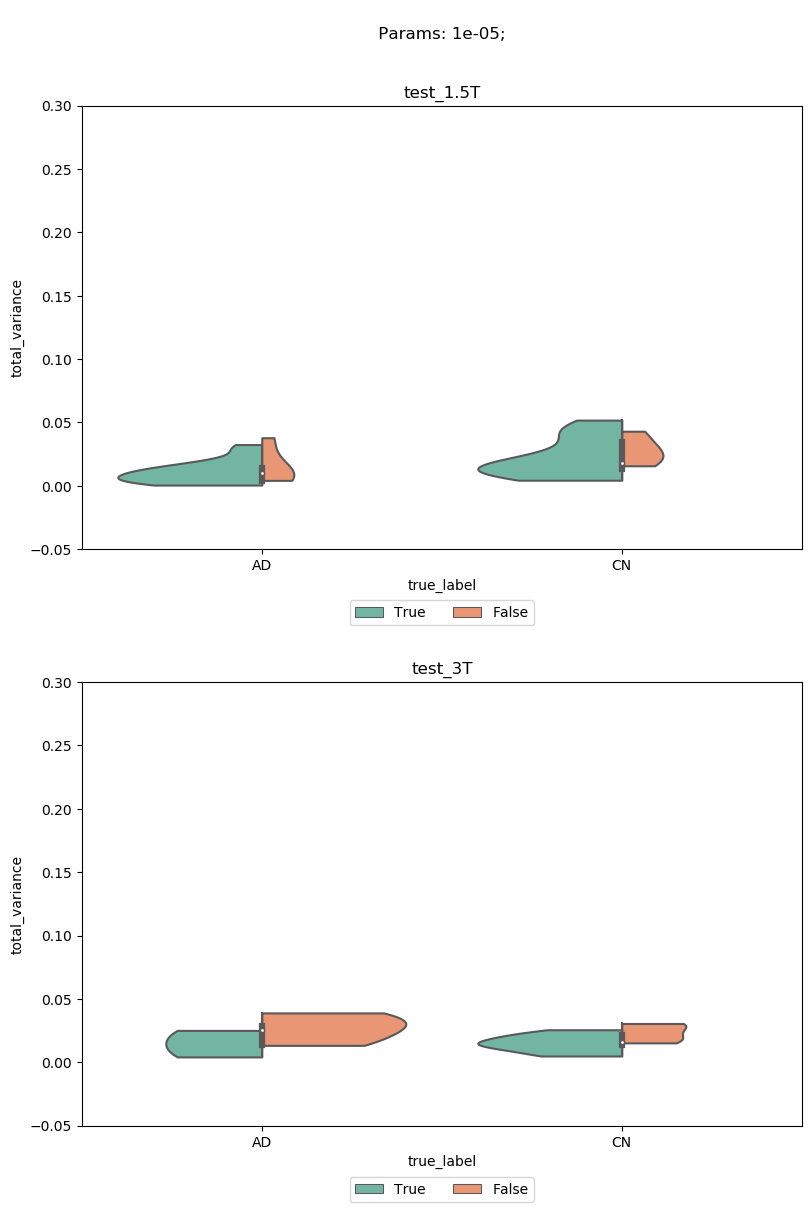 Params: 1e-05;
test_1.5T
0.30
0.25
0.20
0.15
0.10
0.05
0.00
−0.05
total_variance
AD CN
true_label
True False
test_3T
0.30
0.25
0.20
0.15
0.10
0.05
0.00
−0.05
total_variance
AD CN
true_label
True False